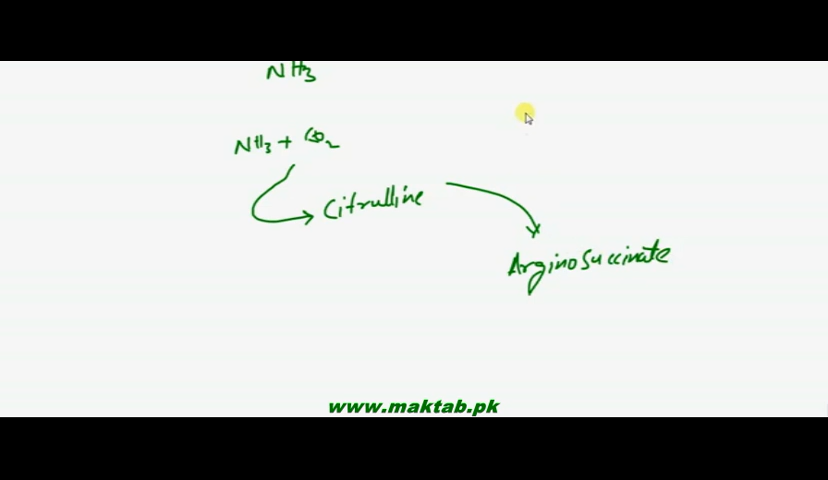 NH3
NH3 + CO2
Citrulline
Arginosuccinate
www.maktab.pk